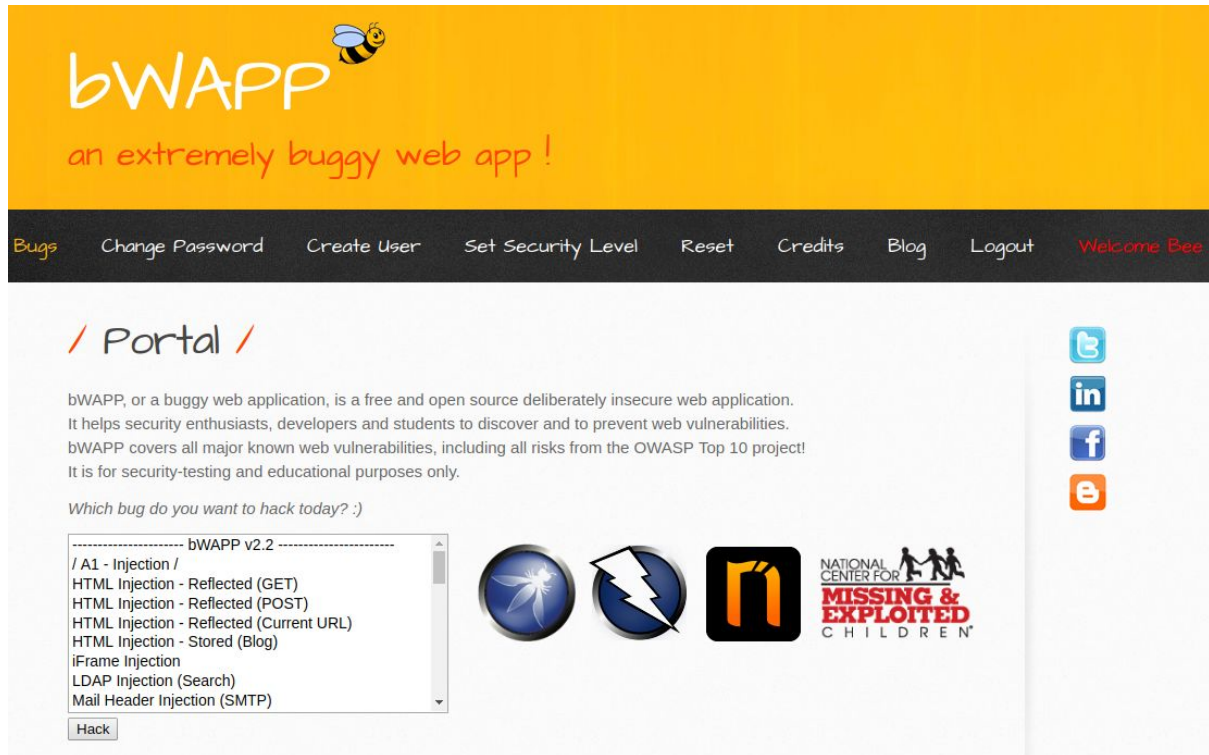 bWAPP
an extremely buggy web app !
Bugs Change Password Create User Set Security Level Reset Credits Blog Logout Welcome Bee
/ Portal /
bWAPP, or a buggy web application, is a free and open source deliberately insecure web application.
It helps security enthusiasts, developers and students to discover and to prevent web vulnerabilities.
bWAPP covers all major known web vulnerabilities, including all risks from the OWASP Top 10 project!
It is for security-testing and educational purposes only.
Which bug do you want to hack today? :)
---------------------- bWAPP v2.2 -----------------------
/ A1 - Injection /
HTML Injection - Reflected (GET)
HTML Injection - Reflected (POST)
HTML Injection - Reflected (Current URL)
HTML Injection - Stored (Blog)
iFrame Injection
LDAP Injection (Search)
Mail Header Injection (SMTP)
Hack
n
NATIONAL
CENTER FOR
MISSING &
EXPLOITED
CHILDREN®
t
in
f
B